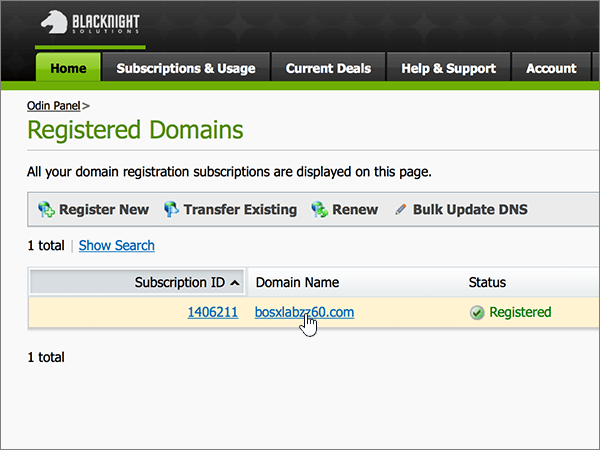 BLACKNIGHT
SOLUTIONS
Home Subscriptions & Usage Current Deals Help & Support Account
Odin Panel>
Registered Domains
All your domain registration subscriptions are displayed on this page.
Register New Transfer Existing Renew Bulk Update DNS
1 total | Show Search
Subscription ID Domain Name Status
1406211 bosxlabzz60.com Registered
1 total